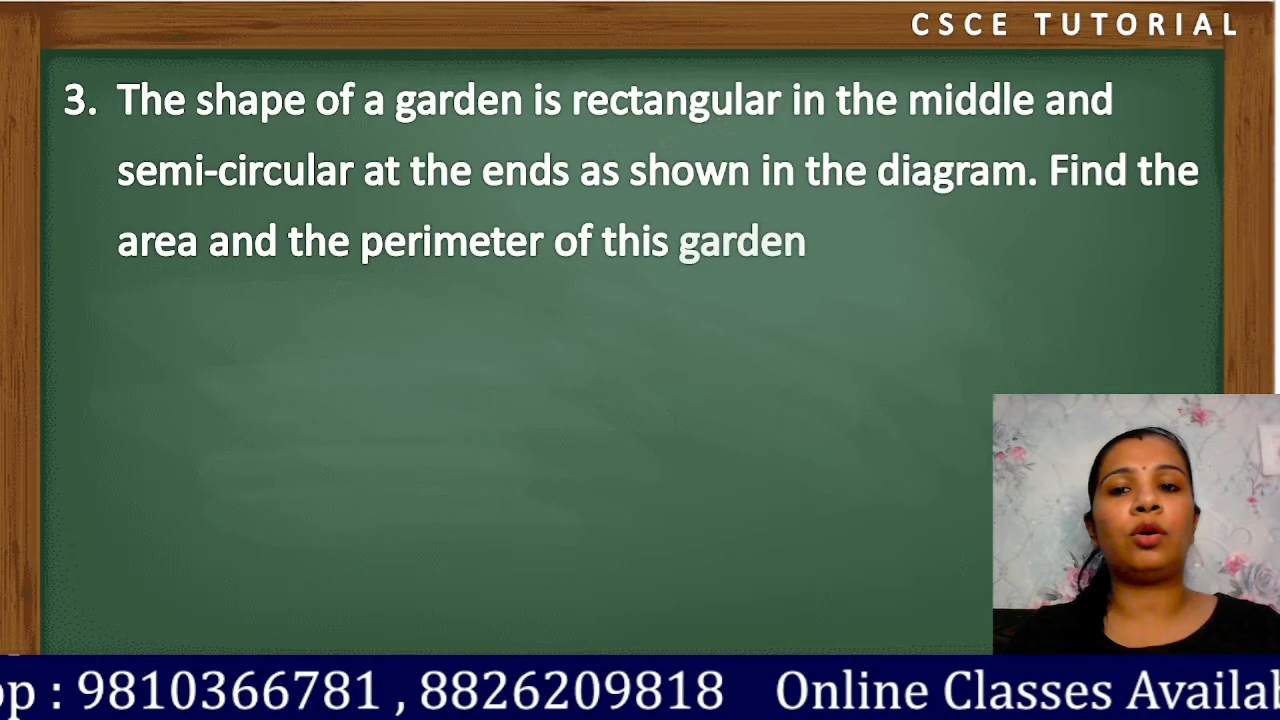 CSCE TUTORIAL
3. The shape of a garden is rectangular in the middle and
semi-circular at the ends as shown in the diagram. Find the
area and the perimeter of this garden
: 9810366781 , 8826209818 Online Classes